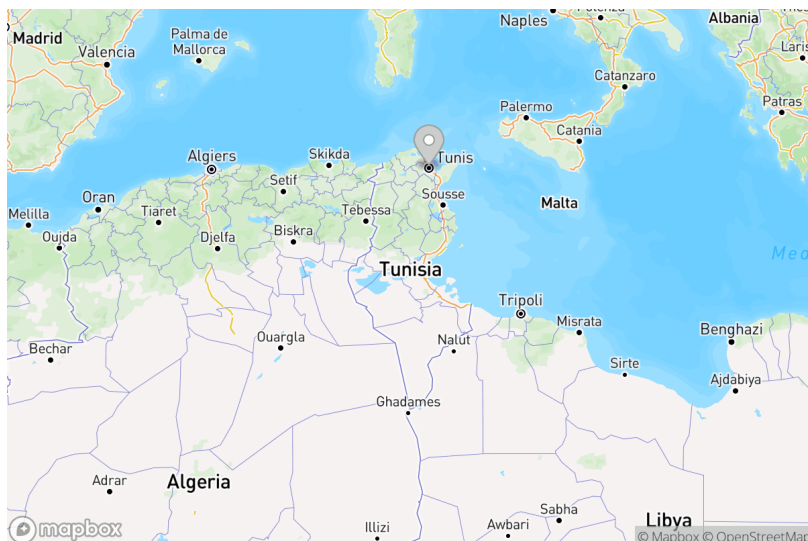 Naples
Potenza
Albania
Madrid
Palma de
Mallorca
Valencia
Catanzaro
Palermo
Patras
Catania
Algiers
Skikda
Tunis
Setif
Sousse
Oran
Malta
Melilla
Tiaret
Tebessa
Oujda
Djelfa
Biskra
Med
Tunisia
Tripoli
Misrata
Benghazi
Ouargla
Nalut
Bechar
Sirte
Ajdabiya
Ghadames
Adrar
Algeria
Sabha
Libya
Illizi
Awbari
mapbox
© Mapbox © OpenStreetMap